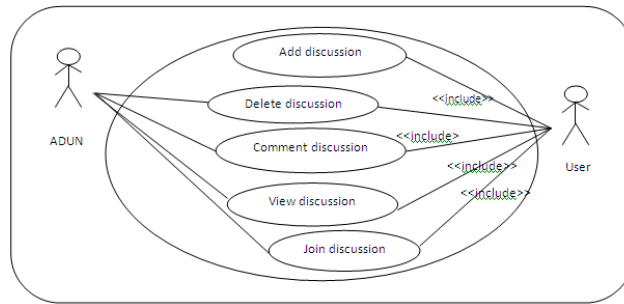 Add discussion
Delete discussion
<<include>>
ADUN
Comment discussion
<<include>
User
View discussion
<<include>>
<<include>>
Join discussion